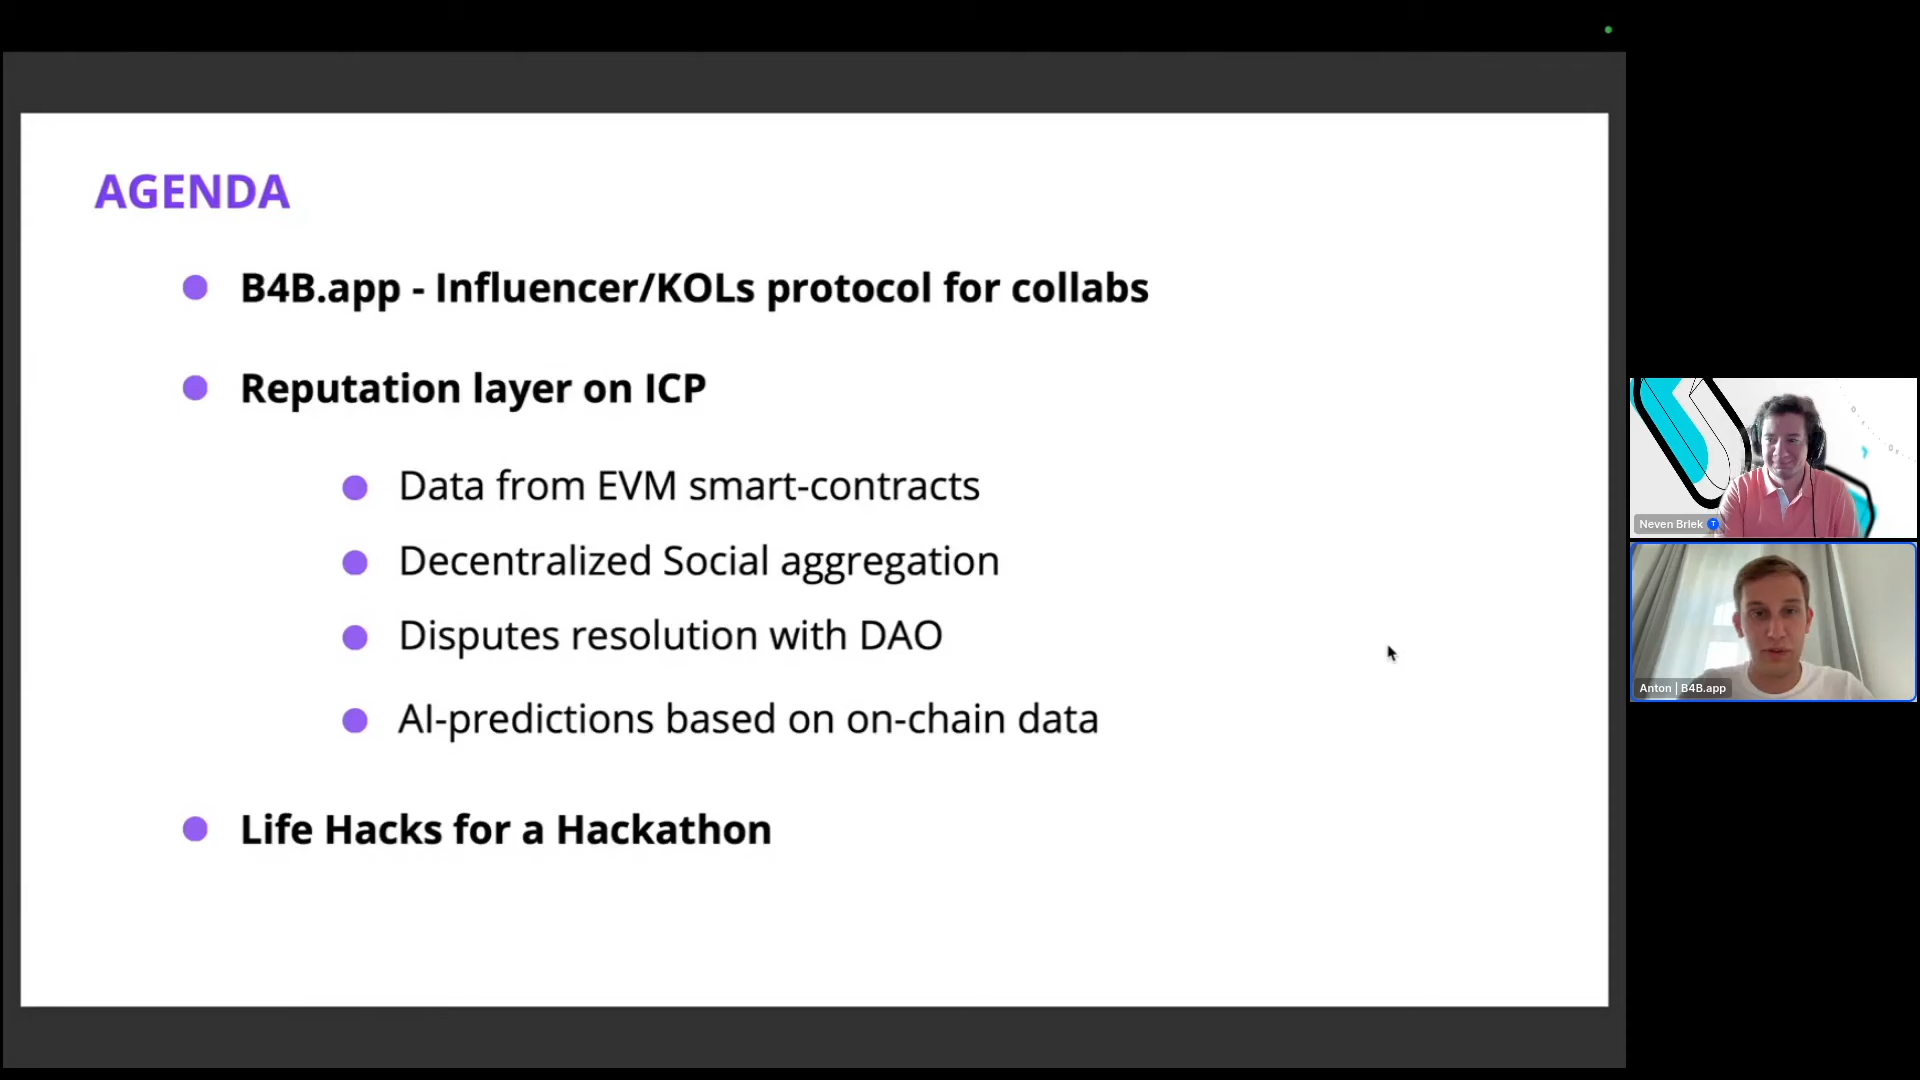 AGENDA
B4B.app - Influencer/KOLs protocol for collabs
Reputation layer on ICP
Data from EVM smart-contracts
Decentralized Social aggregation
Disputes resolution with DAO
AI-predictions based on on-chain data
Life Hacks for a Hackathon
Neven Brlek
Anton | B4B.app